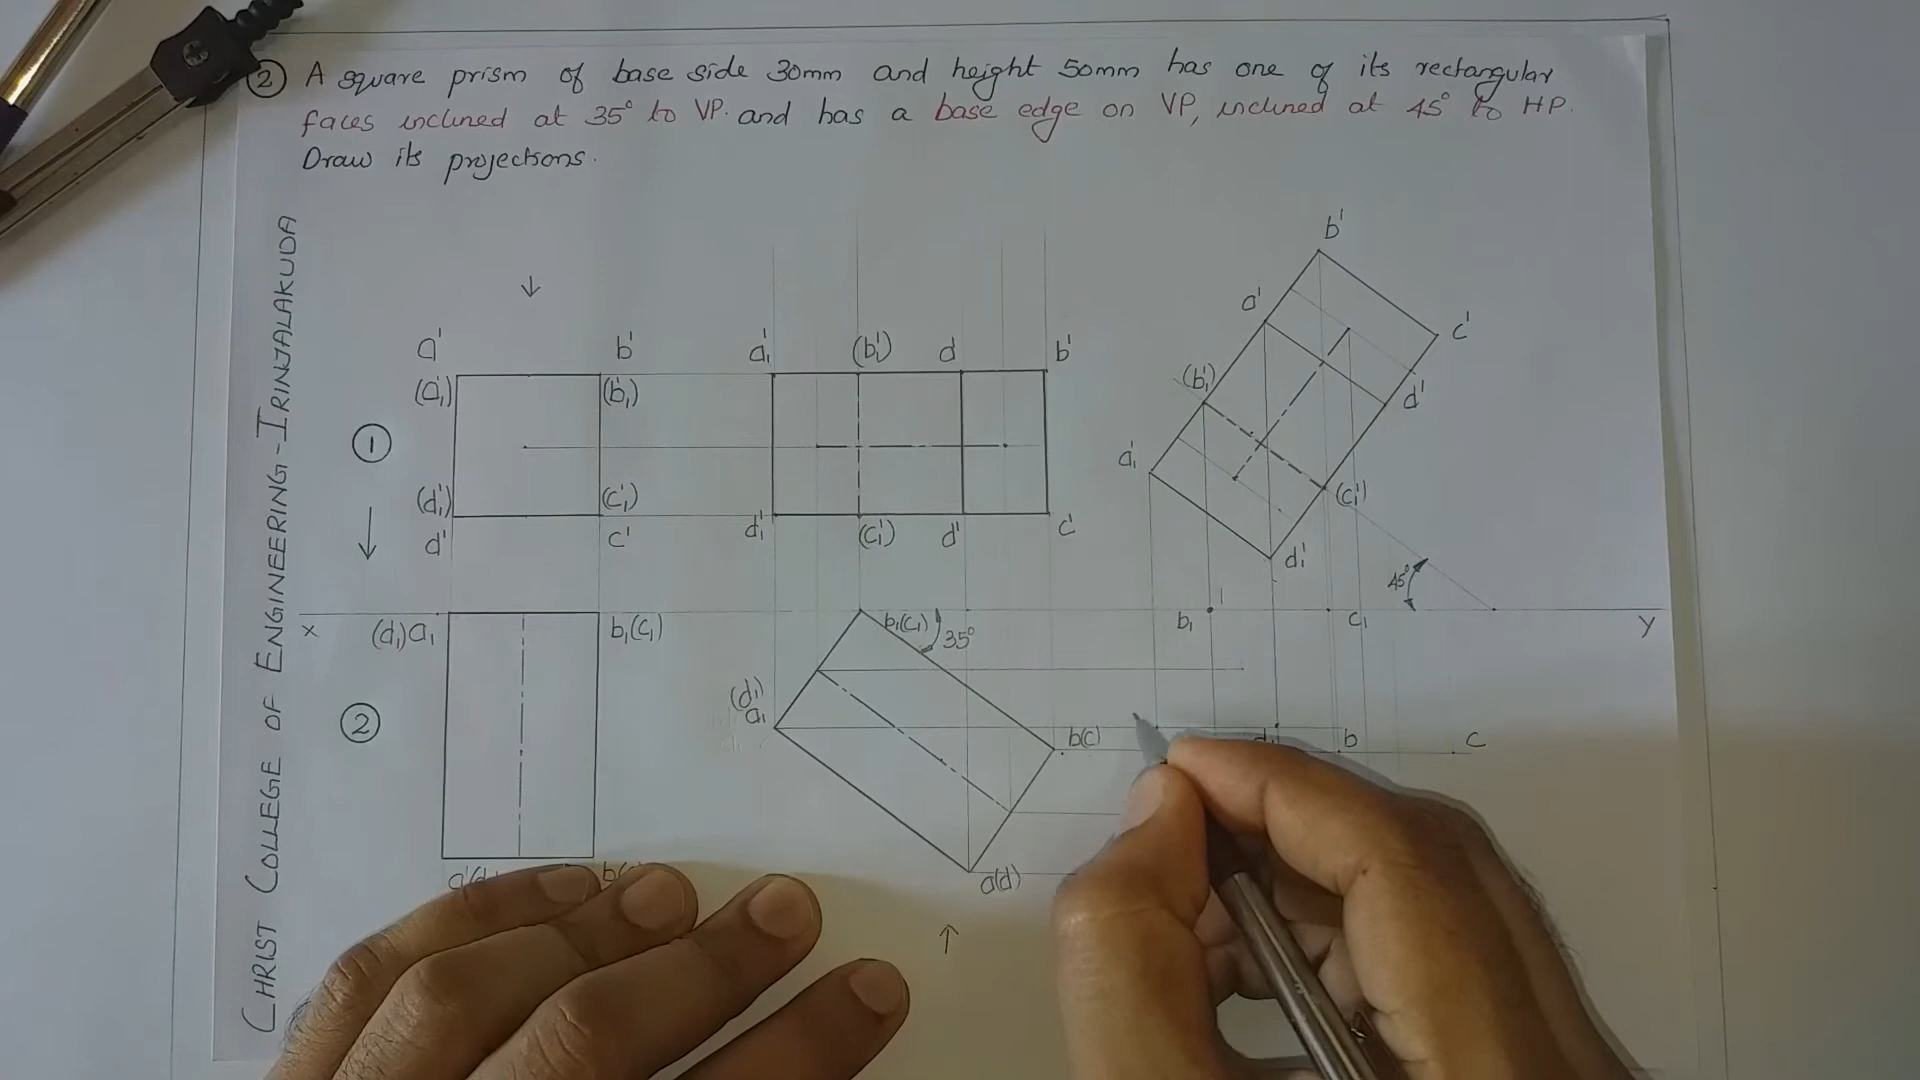 ② A square prism of base side 30mm and height 50mm has one of its rectangular
faces inclined at 35° to VP. and has a base edge on VP, inclined at 45° to HP.
Draw its projections.
CHRIST COLLEGE OF ENGINEERING - IRINJALAKUDA
b'
a'
c'
a' b' a₁' (b₁') d b'
(a₁') (b₁') (b₁') d'
①
a₁'
(d₁') (c₁') (c₁')
d' c' d₁' (c₁') d' c'
d₁'
45°
x (d₁)a₁ b₁(c₁) b₁(c₁) 35° b₁ 1 c₁ y
②
(d₁)
a₁
b(c) b c
a(d)